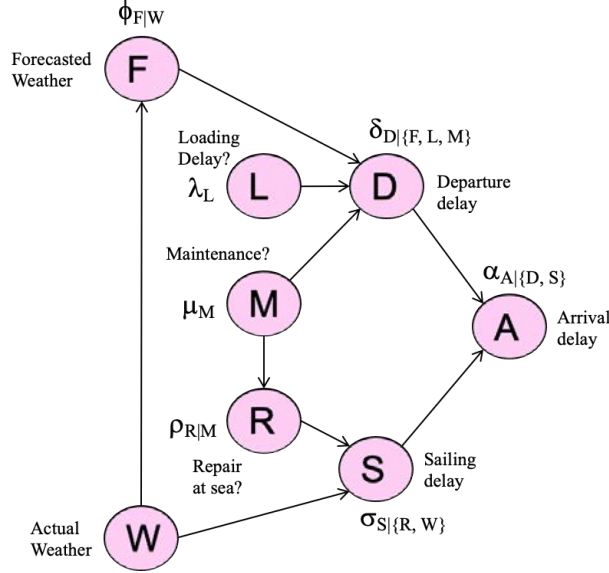 ϕF|W
Forecasted
Weather
F
δD|{F, L, M}
Loading
Delay?
λL
L
D
Departure
delay
Maintenance?
αA|{D, S}
μM
M
A
Arrival
delay
ρR|M
R
Repair
at sea?
S
Sailing
delay
σS|{R, W}
Actual
Weather
W